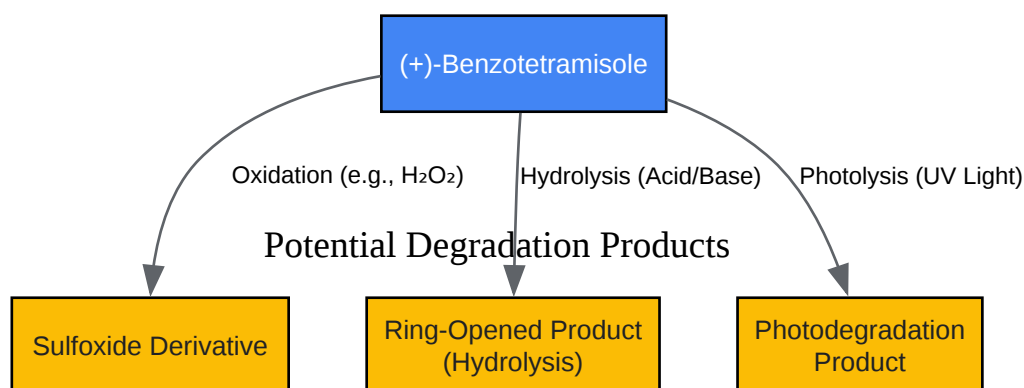 (+)-Benzotetramisole
Oxidation (e.g., H₂O₂)
Hydrolysis (Acid/Base)
Photolysis (UV Light)
Potential Degradation Products
Sulfoxide Derivative
Ring-Opened Product
(Hydrolysis)
Photodegradation
Product